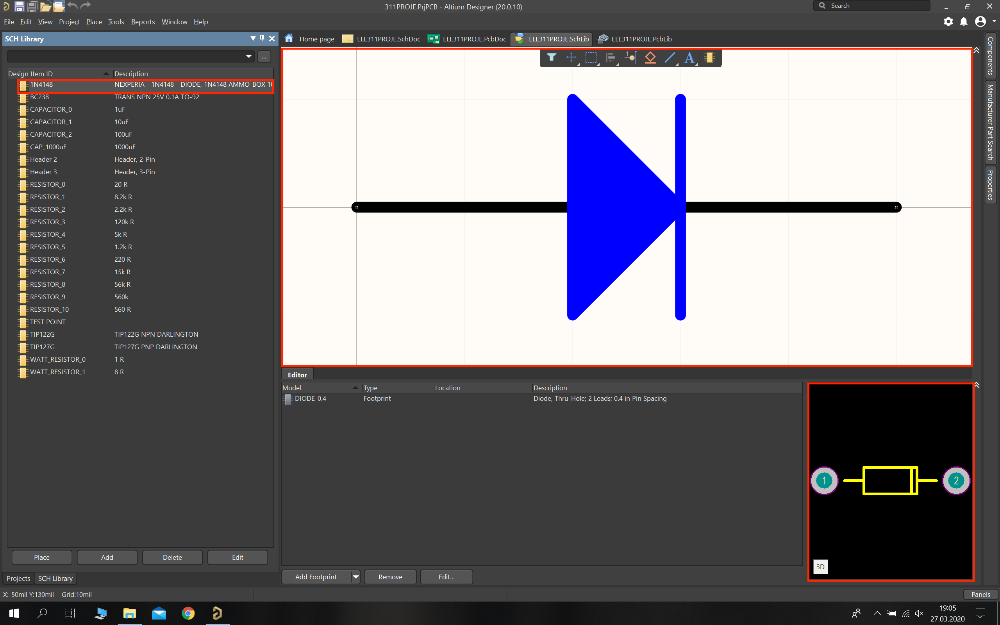 311PROJE.PrjPCB - Altium Designer (20.0.10)
Search
File Edit View Project Place Tools Reports Window Help
SCH Library
Home page ELE311PROJE.SchDoc ELE311PROJE.PcbDoc ELE311PROJE.SchLib ELE311PROJE.PcbLib
...
Design Item ID Description
1N4148 NEXPERIA - 1N4148 - DIODE, 1N4148 AMMO-BOX
BC238 TRANS NPN 25V 0.1A TO-92
CAPACITOR_0 1uF
CAPACITOR_1 10uF
CAPACITOR_2 100uF
CAP_1000uF 1000uF
Header 2 Header, 2-Pin
Header 3 Header, 3-Pin
RESISTOR_0 20 R
RESISTOR_1 8.2k R
RESISTOR_2 2.2k R
RESISTOR_3 120k R
RESISTOR_4 5k R
RESISTOR_5 1.2k R
RESISTOR_6 220 R
RESISTOR_7 15k R
RESISTOR_8 56k R
RESISTOR_9 560k
RESISTOR_10 560 R
TEST POINT
TIP122G TIP122G NPN DARLINGTON
TIP127G TIP127G PNP DARLINGTON
WATT_RESISTOR_0 1 R
WATT_RESISTOR_1 8 R
Place Add Delete Edit
Projects SCH Library
Editor
Model Type Location Description
DIODE-0.4 Footprint Diode, Thru-Hole; 2 Leads; 0.4 in Pin Spacing
1 2
3D
Add Footprint Remove Edit...
Components
Manufacturer Part Search
Properties
X:-50mil Y:130mil Grid:10mil
Panels
19:05
27.03.2020